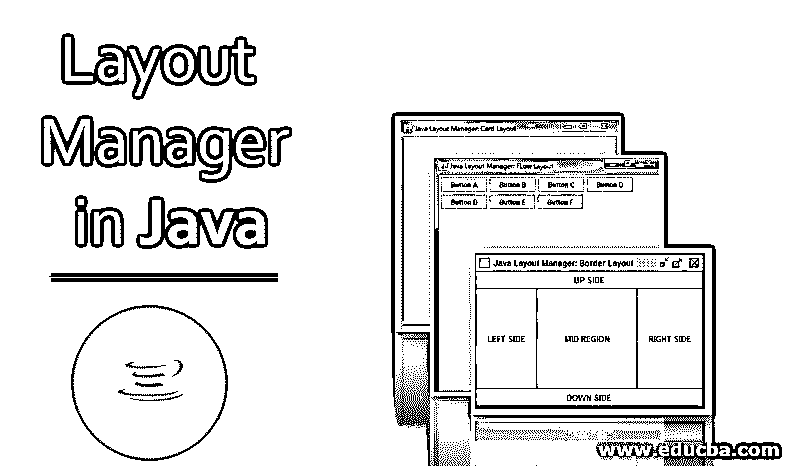 Layout
Manager
in Java
Java Layout Manager: Card Layout
Java Layout Manager: FLow Layout
Button A Button B Button C Button D
Button D Button E Button F
Java Layout Manager: Border Layout
UP SIDE
LEFT SIDE MID REGION RIGHT SIDE
DOWN SIDE
www.educba.com